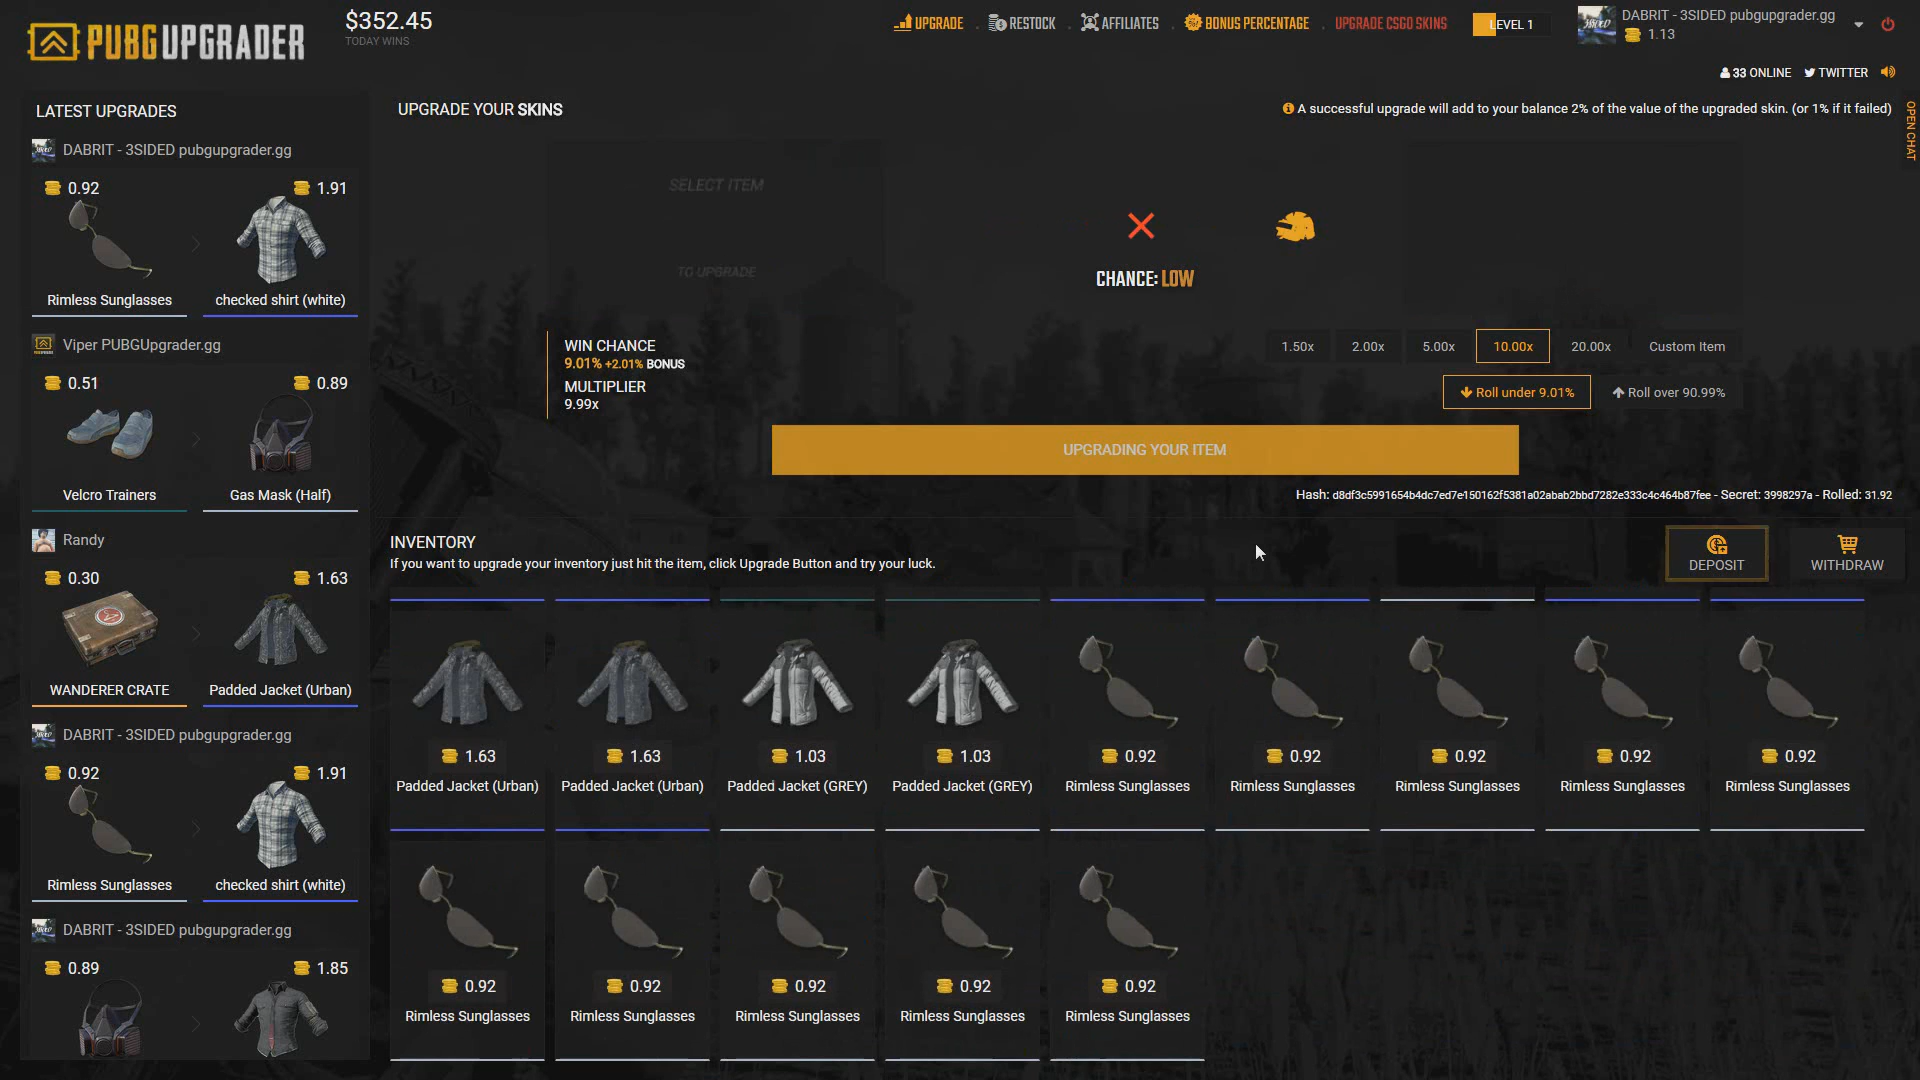 PUBGUPGRADER
$352.45
TODAY WINS
UPGRADE
RESTOCK
AFFILIATES
BONUS PERCENTAGE
UPGRADE CSGO SKINS
LEVEL 1
DABRIT - 3SIDED pubgupgrader.gg
1.13
33 ONLINE
TWITTER
OPEN CHAT
LATEST UPGRADES
DABRIT - 3SIDED pubgupgrader.gg
0.92 1.91
Rimless Sunglasses checked shirt (white)
Viper PUBGUpgrader.gg
0.51 0.89
Velcro Trainers Gas Mask (Half)
Randy
0.30 1.63
WANDERER CRATE Padded Jacket (Urban)
DABRIT - 3SIDED pubgupgrader.gg
0.92 1.91
Rimless Sunglasses checked shirt (white)
DABRIT - 3SIDED pubgupgrader.gg
0.89 1.85
UPGRADE YOUR SKINS
A successful upgrade will add to your balance 2% of the value of the upgraded skin. (or 1% if it failed)
SELECT ITEM
TO UPGRADE
CHANCE: LOW
WIN CHANCE
9.01% +2.01% BONUS
MULTIPLIER
9.99x
1.50x 2.00x 5.00x 10.00x 20.00x Custom Item
Roll under 9.01% Roll over 90.99%
UPGRADING YOUR ITEM
Hash: d8df3c5991654b4dc7ed7e150162f5381a02abab2bbd7282e333c4c464b87fee - Secret: 3998297a - Rolled: 31.92
INVENTORY
If you want to upgrade your inventory just hit the item, click Upgrade Button and try your luck.
DEPOSIT
WITHDRAW
1.63 1.63 1.03 1.03 0.92 0.92 0.92 0.92 0.92
Padded Jacket (Urban) Padded Jacket (Urban) Padded Jacket (GREY) Padded Jacket (GREY) Rimless Sunglasses Rimless Sunglasses Rimless Sunglasses Rimless Sunglasses Rimless Sunglasses
0.92 0.92 0.92 0.92 0.92
Rimless Sunglasses Rimless Sunglasses Rimless Sunglasses Rimless Sunglasses Rimless Sunglasses